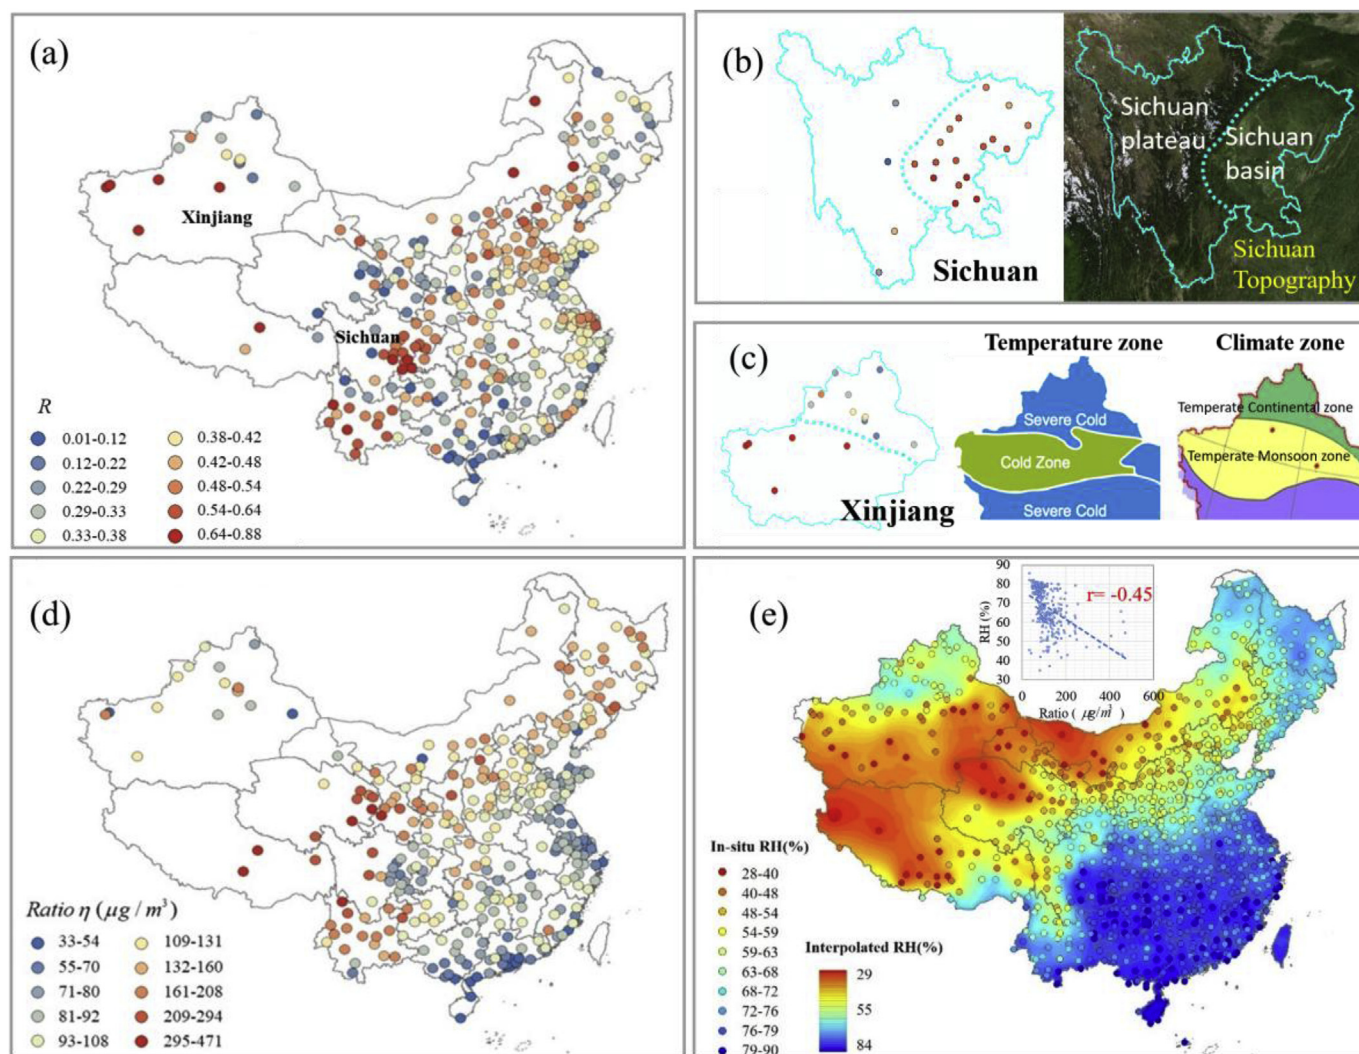 (a)
Xinjiang
Sichuan
R
0.01-0.12
0.12-0.22
0.22-0.29
0.29-0.33
0.33-0.38
0.38-0.42
0.42-0.48
0.48-0.54
0.54-0.64
0.64-0.88
(b)
Sichuan
Sichuan
plateau
Sichuan
basin
Sichuan
Topography
(c)
Xinjiang
Temperature zone
Severe Cold
Cold Zone
Severe Cold
Climate zone
Temperate Continental zone
Temperate Monsoon zone
(d)
Ratio η (μg / m³)
33-54
55-70
71-80
81-92
93-108
109-131
132-160
161-208
209-294
295-471
(e)
RH (%)
90
80
70
60
50
40
30
r= -0.45
0 200 400 600
Ratio ( μg/m³ )
In-situ RH(%)
28-40
40-48
48-54
54-59
59-63
63-68
68-72
72-76
76-79
79-90
Interpolated RH(%)
29
55
84